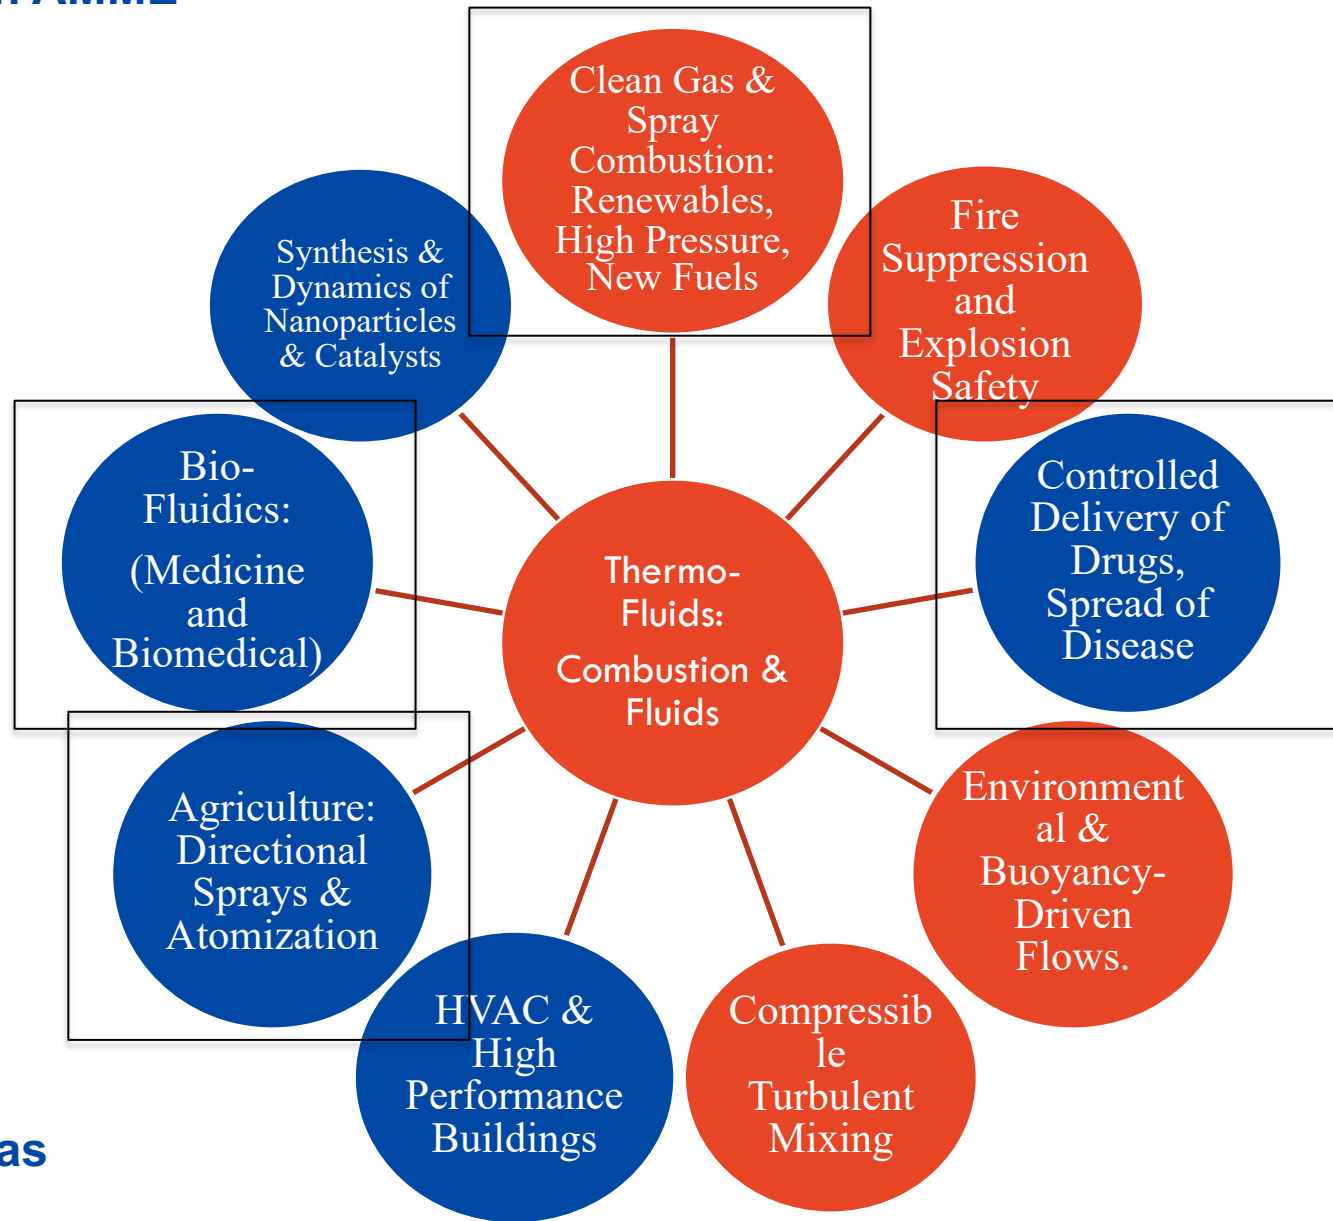 AMME
Clean Gas &
Spray
Combustion:
Renewables,
High Pressure,
New Fuels
Fire
Suppression
and
Explosion
Safety
Controlled
Delivery of
Drugs,
Spread of
Disease
Environment
al &
Buoyancy-
Driven
Flows.
Compressib
le
Turbulent
Mixing
HVAC &
High
Performance
Buildings
Agriculture:
Directional
Sprays &
Atomization
Bio-
Fluidics:
(Medicine
and
Biomedical)
Synthesis &
Dynamics of
Nanoparticles
& Catalysts
Thermo-
Fluids:
Combustion &
Fluids
as